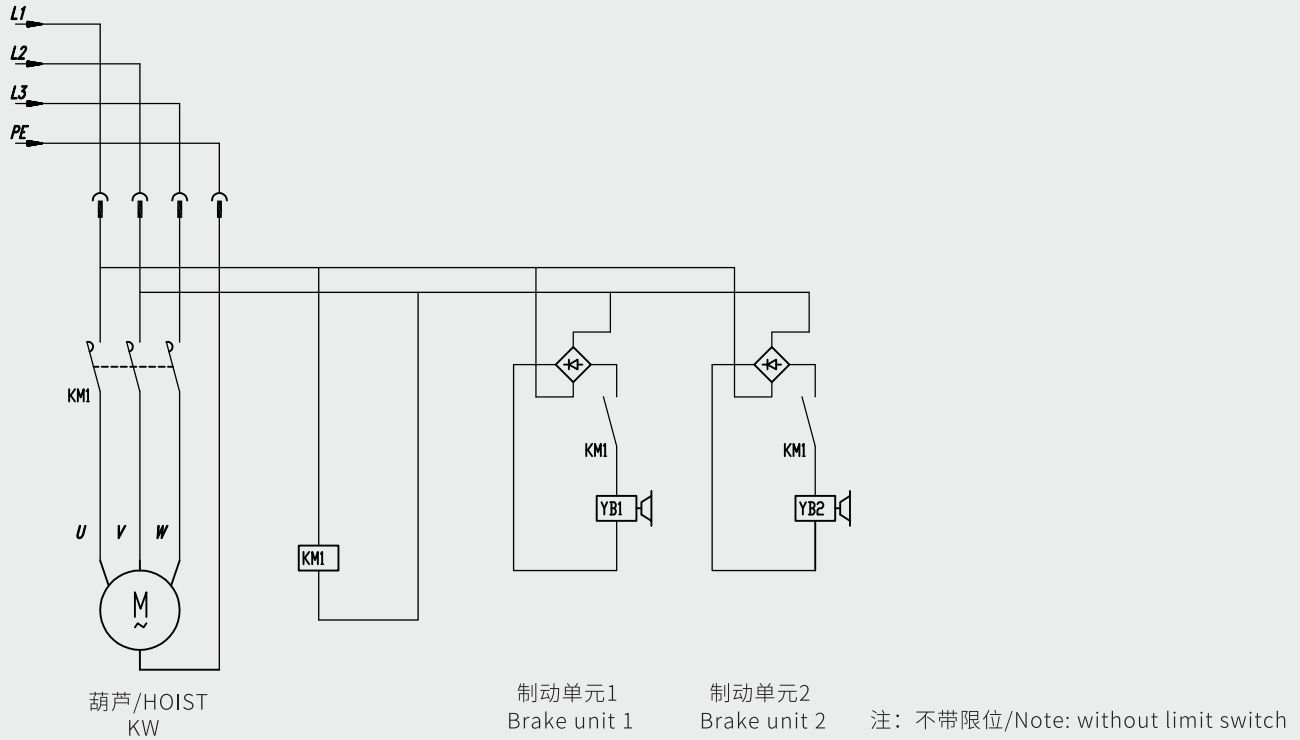 L1
L2
L3
PE
KM1
KM1
KM1
YB1
YB2
U V W
KM1
M
~
葫芦/HOIST
KW
制动单元1
Brake unit 1
制动单元2
Brake unit 2
注：不带限位/Note: without limit switch